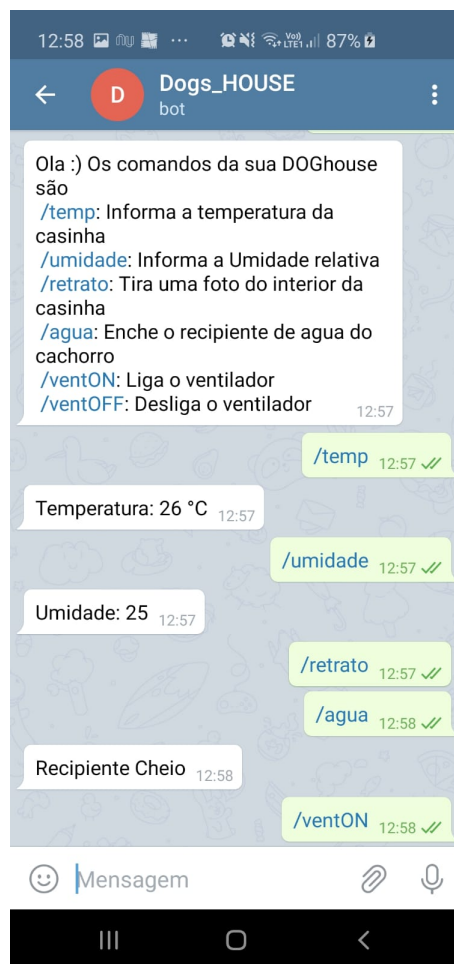 12:58 ... Vo)) LTE1 87%
D Dogs_HOUSE
bot
Ola :) Os comandos da sua DOGhouse
são
/temp: Informa a temperatura da
casinha
/umidade: Informa a Umidade relativa
/retrato: Tira uma foto do interior da
casinha
/agua: Enche o recipiente de agua do
cachorro
/ventON: Liga o ventilador
/ventOFF: Desliga o ventilador 12:57
/temp 12:57
Temperatura: 26 °C 12:57
/umidade 12:57
Umidade: 25 12:57
/retrato 12:57
/agua 12:58
Recipiente Cheio 12:58
/ventON 12:58
Mensagem